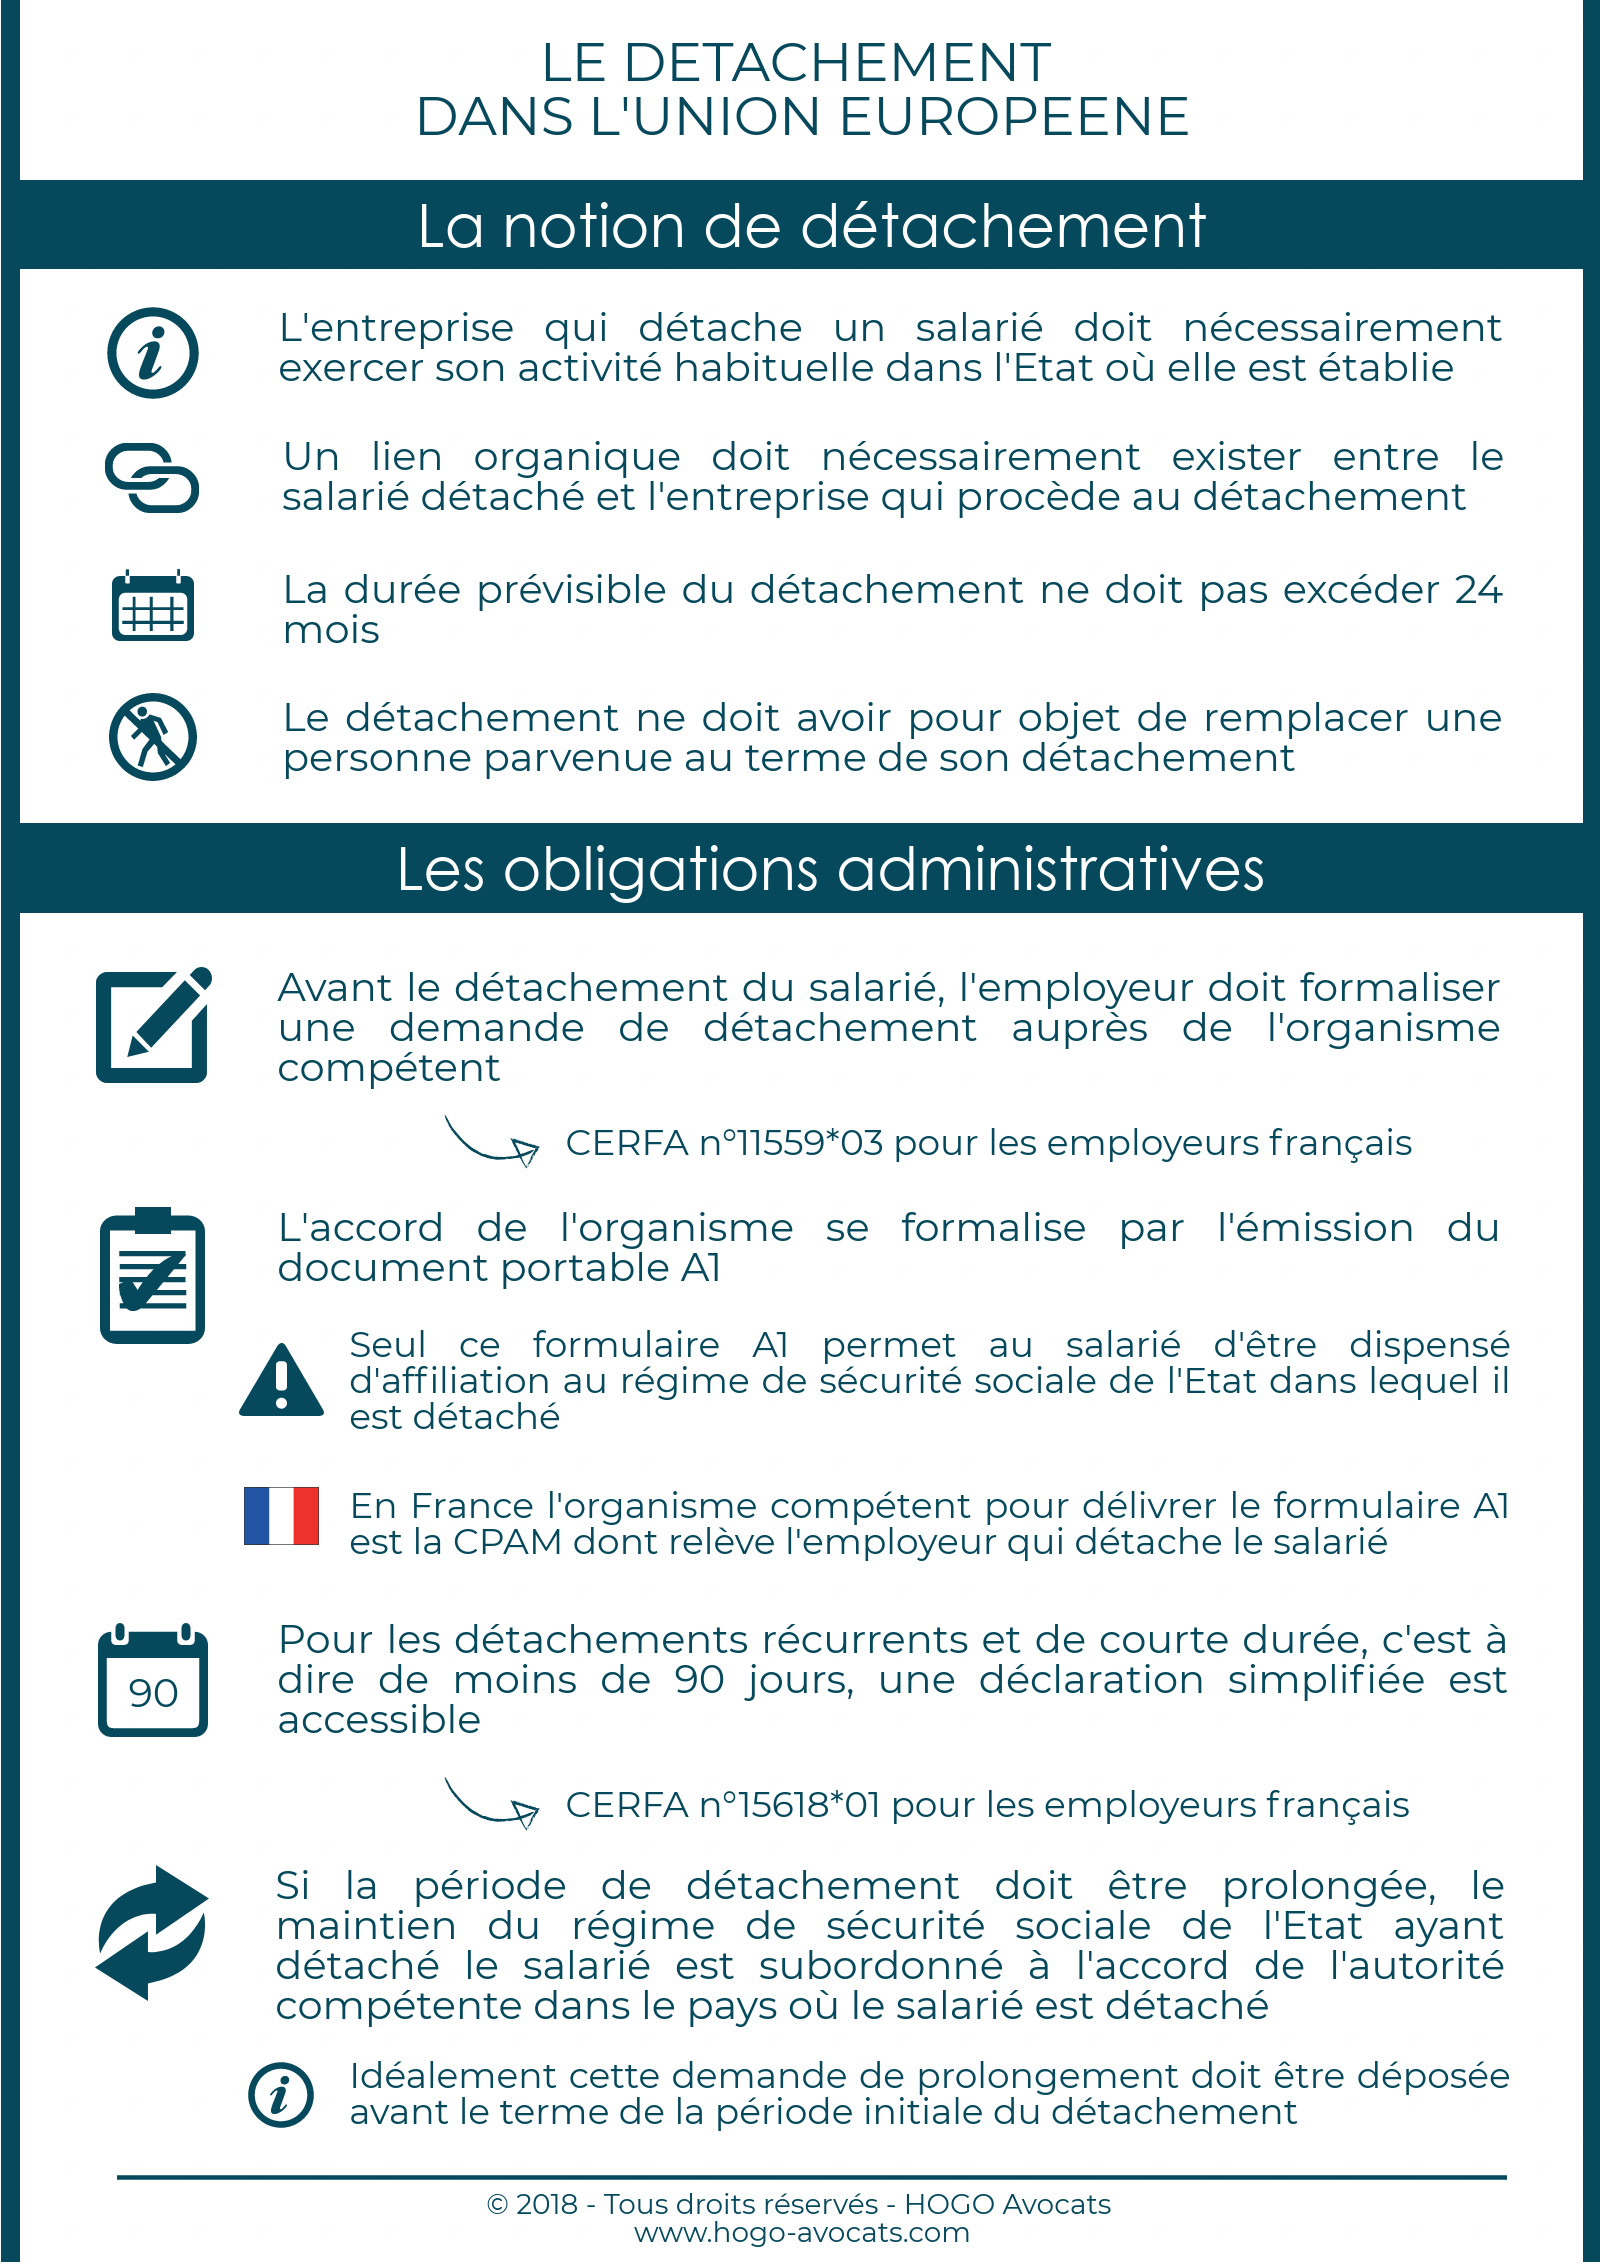 LE DETACHEMENT
DANS L'UNION EUROPEENE
La notion de détachement
L'entreprise qui détache un salarié doit nécessairement
exercer son activité habituelle dans l'Etat où elle est établie
Un lien organique doit nécessairement exister entre le
salarié détaché et l'entreprise qui procède au détachement
La durée prévisible du détachement ne doit pas excéder 24
mois
Le détachement ne doit avoir pour objet de remplacer une
personne parvenue au terme de son détachement
Les obligations administratives
Avant le détachement du salarié, l'employeur doit formaliser
une demande de détachement auprès de l'organisme
compétent
CERFA n°11559*03 pour les employeurs français
L'accord de l'organisme se formalise par l'émission du
document portable A1
Seul ce formulaire A1 permet au salarié d'être dispensé
d'affiliation au régime de sécurité sociale de l'Etat dans lequel il
est détaché
En France l'organisme compétent pour délivrer le formulaire A1
est la CPAM dont relève l'employeur qui détache le salarié
90
Pour les détachements récurrents et de courte durée, c'est à
dire de moins de 90 jours, une déclaration simplifiée est
accessible
CERFA n°15618*01 pour les employeurs français
Si la période de détachement doit être prolongée, le
maintien du régime de sécurité sociale de l'Etat ayant
détaché le salarié est subordonné à l'accord de l'autorité
compétente dans le pays où le salarié est détaché
Idéalement cette demande de prolongement doit être déposée
avant le terme de la période initiale du détachement
© 2018 - Tous droits réservés - HOGO Avocats
www.hogo-avocats.com